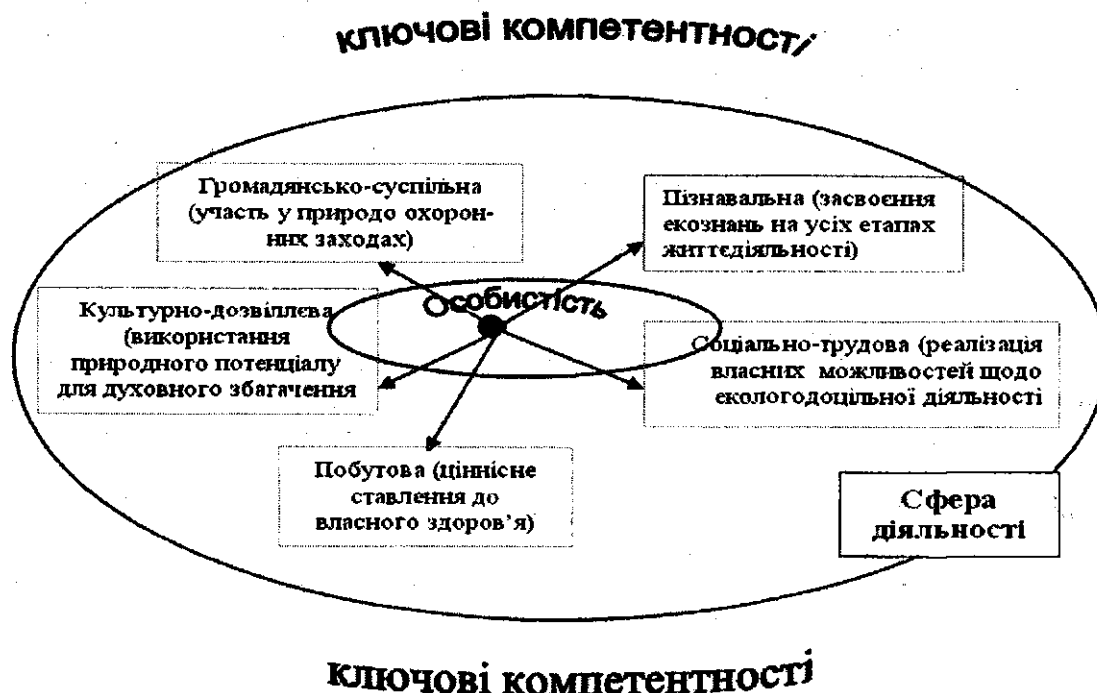 ключові компетентності
Громадянсько-суспільна
(участь у природо охорон-
нних заходах)
Пізнавальна (засвоєння
екознань на усіх етапах
життєдіяльності)
Особистість
Культурно-дозвіллєва
(використання
природного потенціалу
для духовного збагачення
Соціально-трудова (реалізація
власних можливостей щодо
екологодоцільної діяльності
Побутова (ціннісне
ставлення до
власного здоров’я)
Сфера
діяльності
ключові компетентності